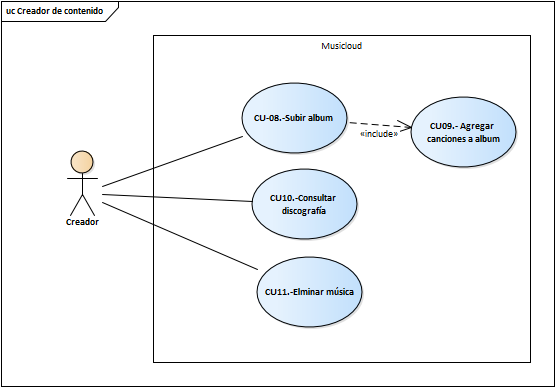 uc Creador de contenido
Musicloud
CU-08.-Subir album
«include»
CU09.- Agregar
canciones a album
CU10.-Consultar
discografía
Creador
CU11.-Elminar música